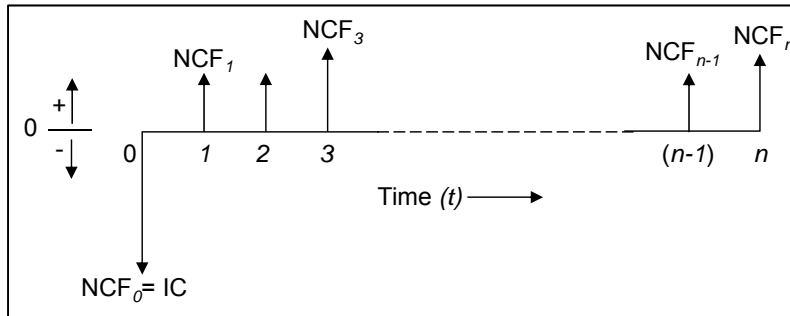 NCF3
NCFn
NCF1
NCFn-1
+
0
-
0 1 2 3 (n-1) n
Time (t)
NCF0= IC